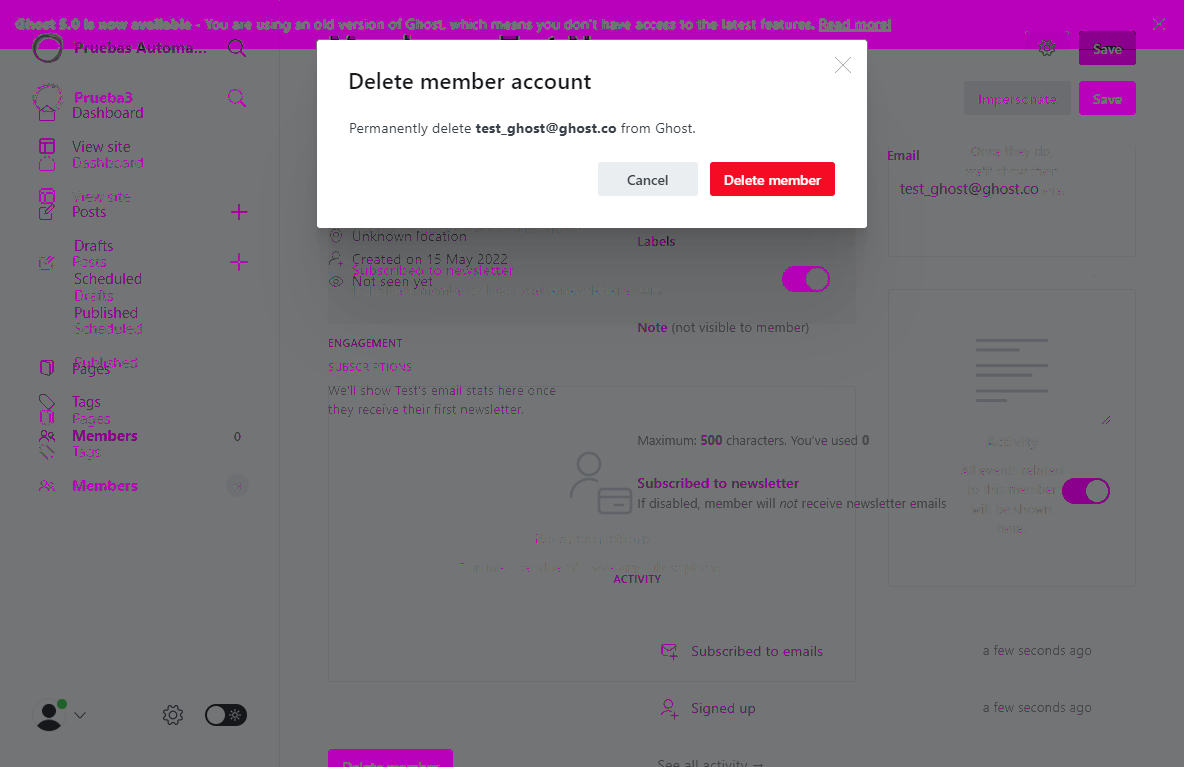 Ghost 5.0 is now available - You are using an old version of Ghost, which means you don't have access to the latest features. Read more!
Pruebas Automa...
Save
Prueba3
Dashboard
Impersonate
Save
View site
Dashboard
View site
Posts
Drafts
Posts
Scheduled
Drafts
Published
Scheduled
Published
Pages
Tags
Pages
Members
0
Tags
Members
Delete member account
Permanently delete test_ghost@ghost.co from Ghost.
Cancel
Delete member
Email
Once they do,
test_ghost@ghost.co
Unknown location
Created on 15 May 2022
Subscribed to newsletter
Not seen yet
Labels
Note (not visible to member)
ENGAGEMENT
SUBSCRIPTIONS
We'll show Test's email stats here once
they receive their first newsletter.
Maximum: 500 characters. You've used 0
Activity
Subscribed to newsletter
If disabled, member will not receive newsletter emails
All events related
to this member
will be shown
here
ACTIVITY
Subscribed to emails
a few seconds ago
Signed up
a few seconds ago
Delete member
See all activity →